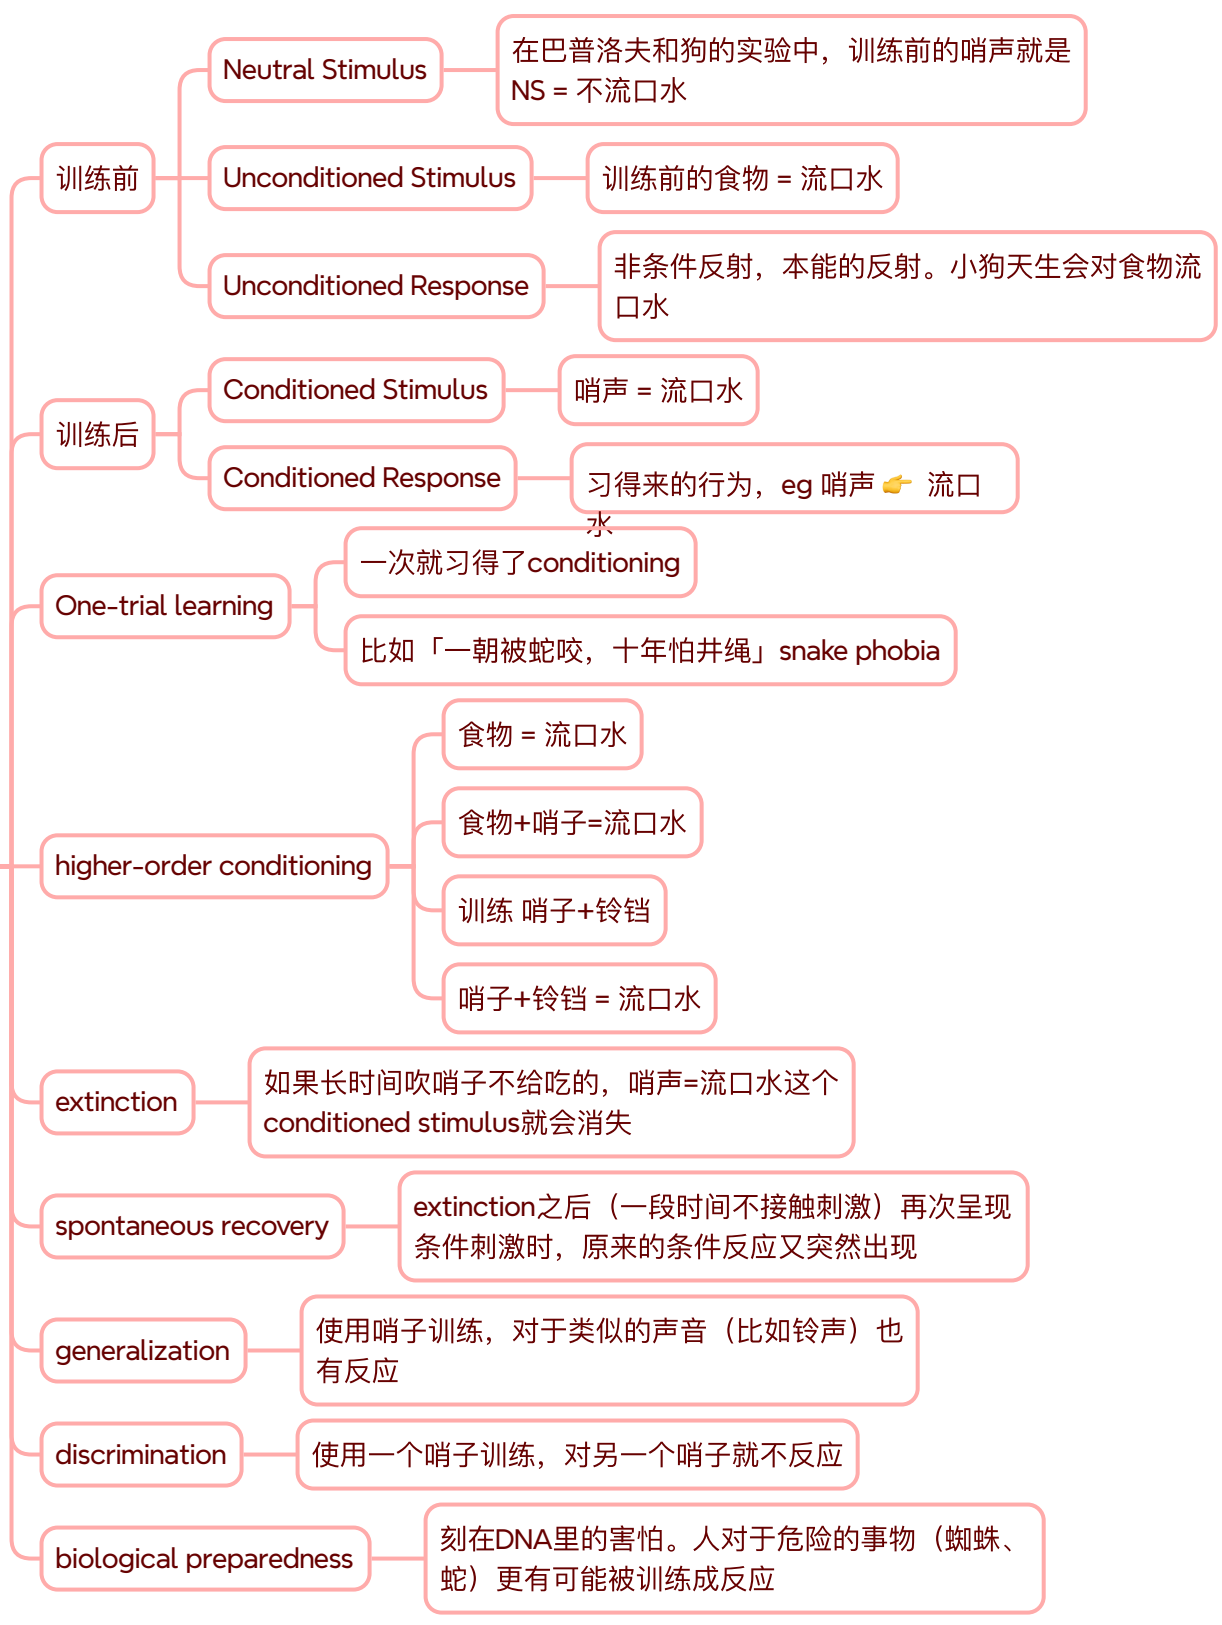 训练前
Neutral Stimulus
在巴普洛夫和狗的实验中，训练前的哨声就是
NS = 不流口水
Unconditioned Stimulus
训练前的食物 = 流口水
Unconditioned Response
非条件反射，本能的反射。小狗天生会对食物流
口水
训练后
Conditioned Stimulus
哨声 = 流口水
Conditioned Response
习得来的行为，eg 哨声 👉 流口
水
One-trial learning
一次就习得了conditioning
比如「一朝被蛇咬，十年怕井绳」snake phobia
higher-order conditioning
食物 = 流口水
食物+哨子=流口水
训练 哨子+铃铛
哨子+铃铛 = 流口水
extinction
如果长时间吹哨子不给吃的，哨声=流口水这个
conditioned stimulus就会消失
spontaneous recovery
extinction之后（一段时间不接触刺激）再次呈现
条件刺激时，原来的条件反应又突然出现
generalization
使用哨子训练，对于类似的声音（比如铃声）也
有反应
discrimination
使用一个哨子训练，对另一个哨子就不反应
biological preparedness
刻在DNA里的害怕。人对于危险的事物（蜘蛛、
蛇）更有可能被训练成反应